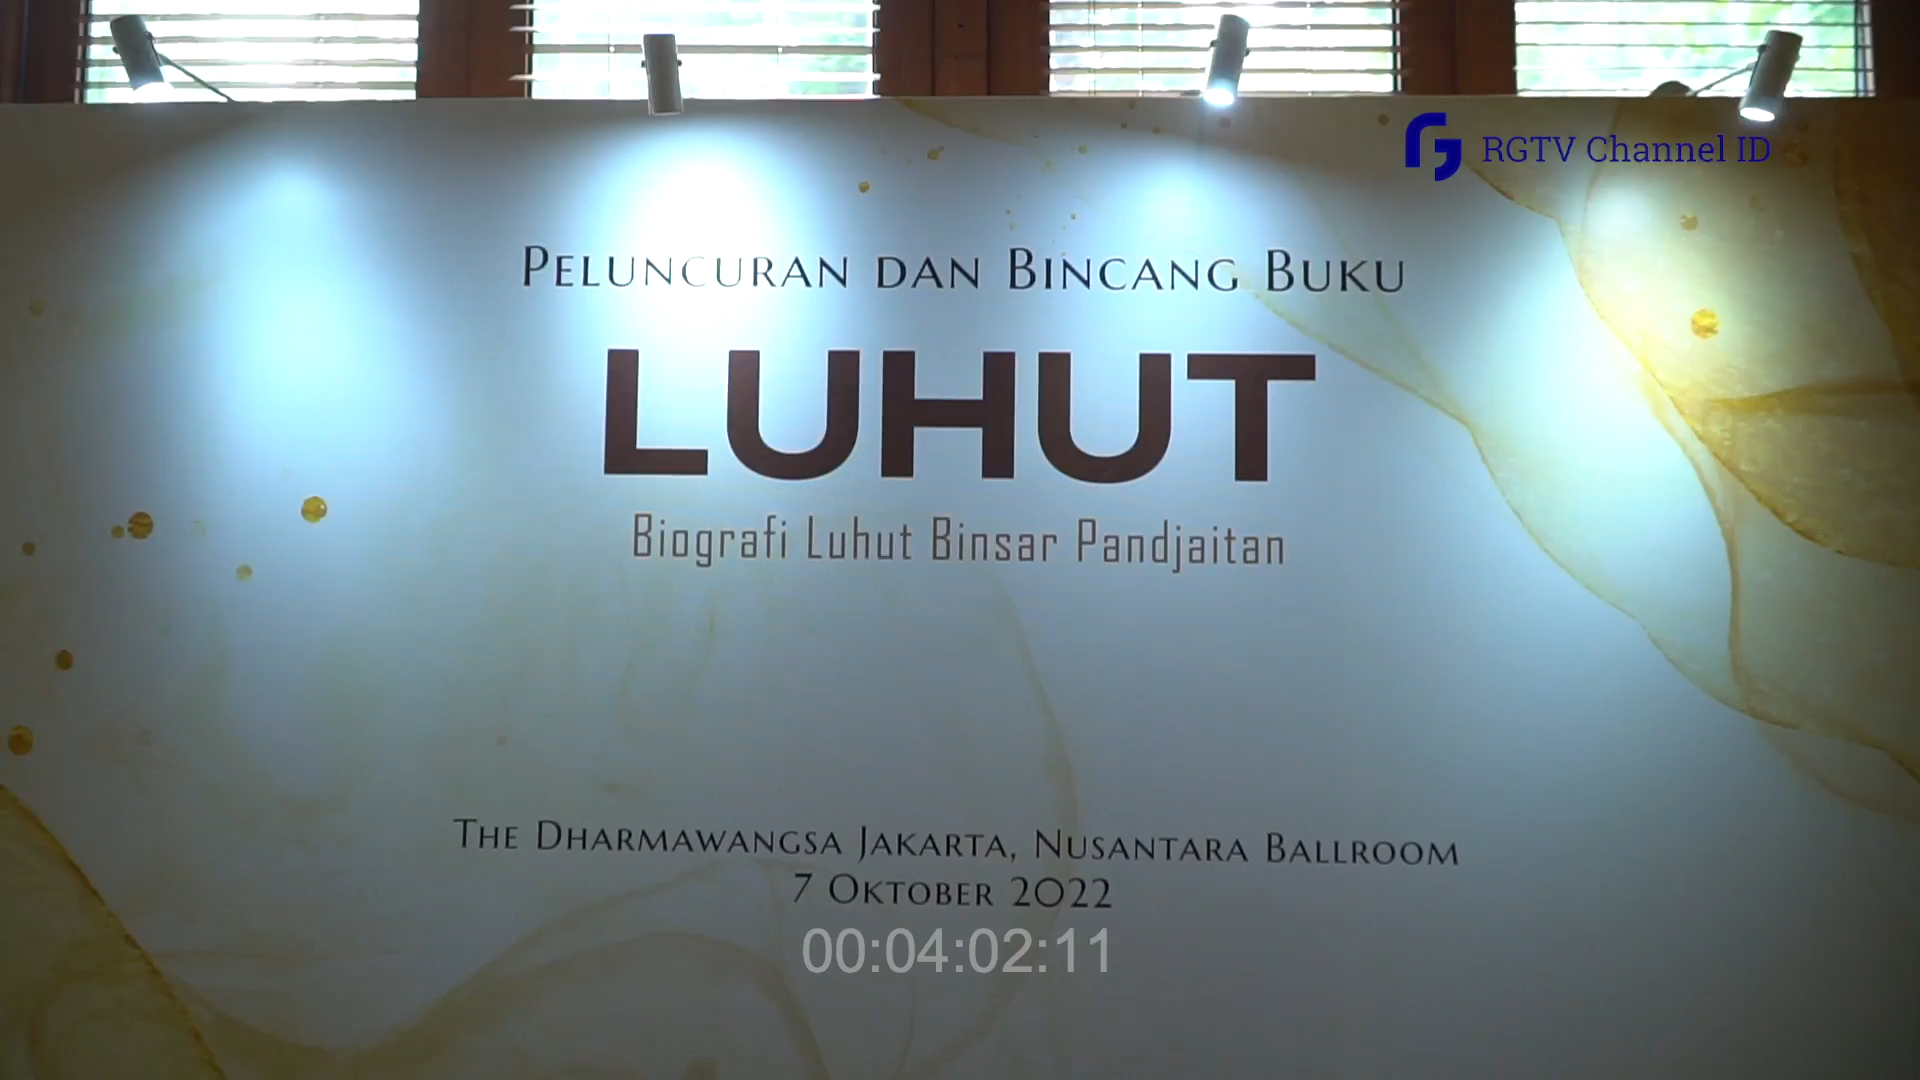 RGTV Channel ID
PELUNCURAN DAN BINCANG BUKU
LUHUT
Biografi Luhut Binsar Pandjaitan
THE DHARMAWANGSA JAKARTA, NUSANTARA BALLROOM
7 OKTOBER 2022
00:04:02:11